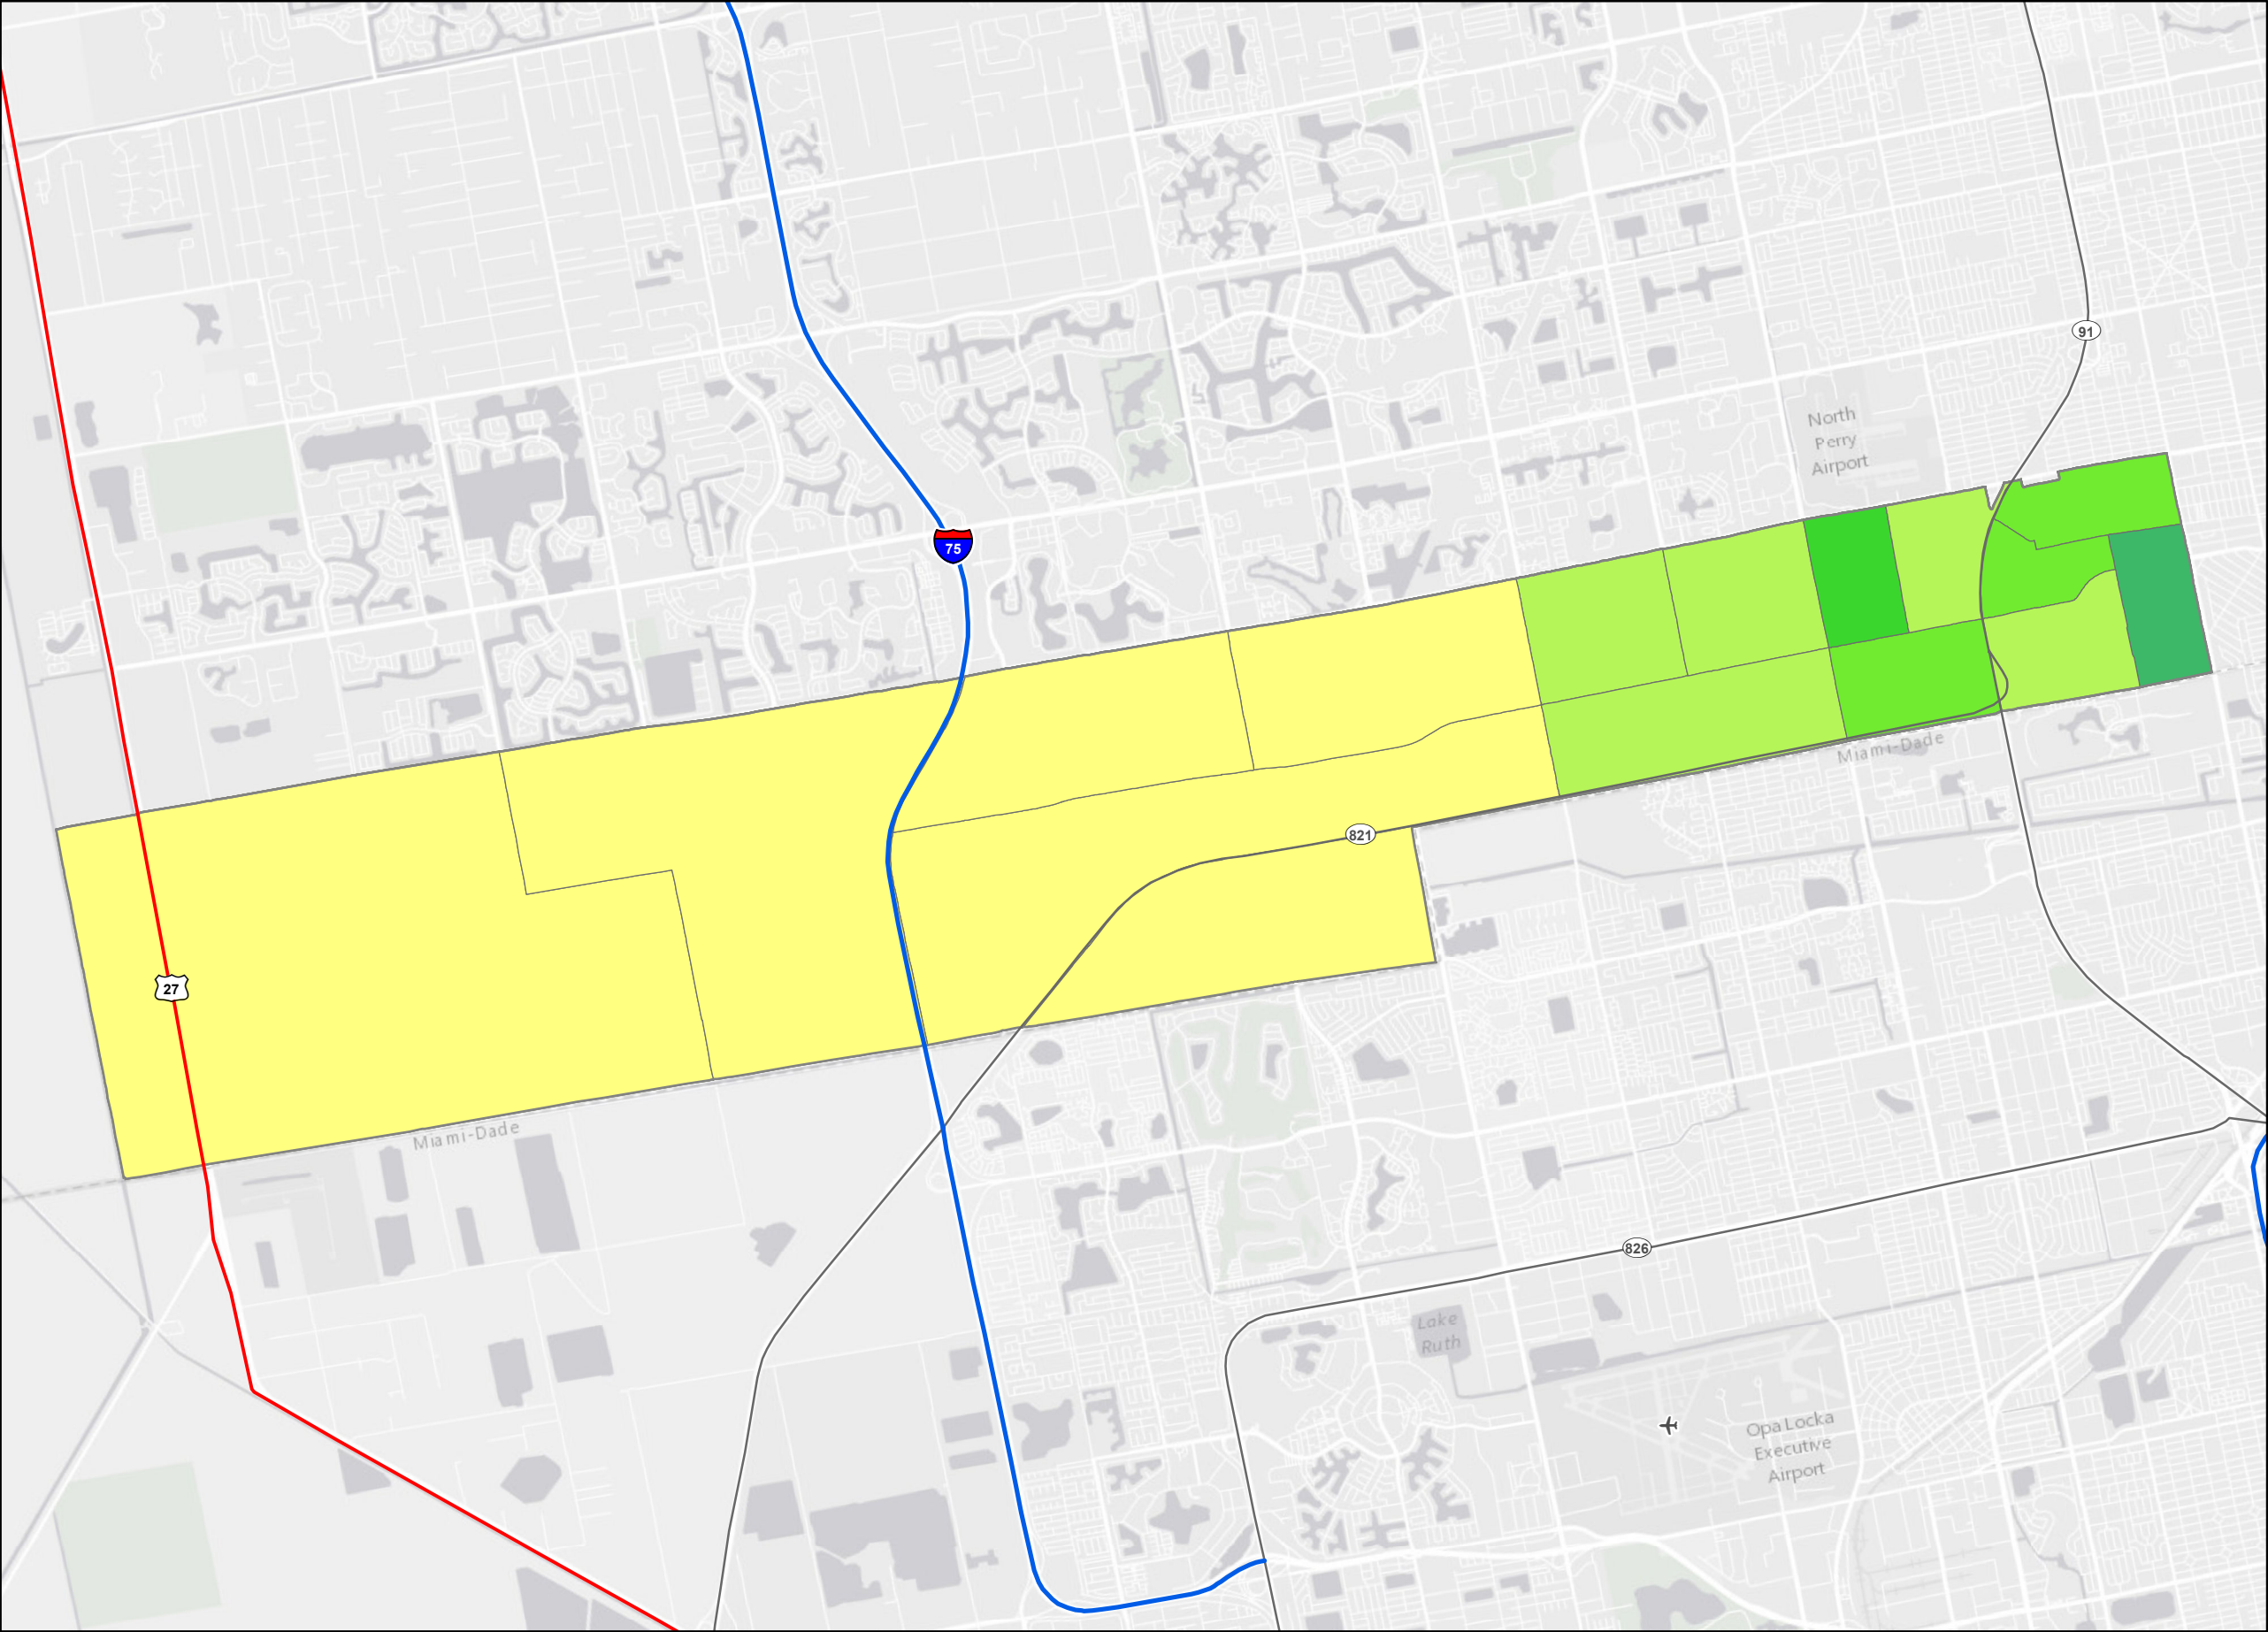 91
North
Perry
Airport
75
Miami-Dade
821
27
Miami-Dade
826
Lake
Ruth
Opa Locka
Executive
Airport